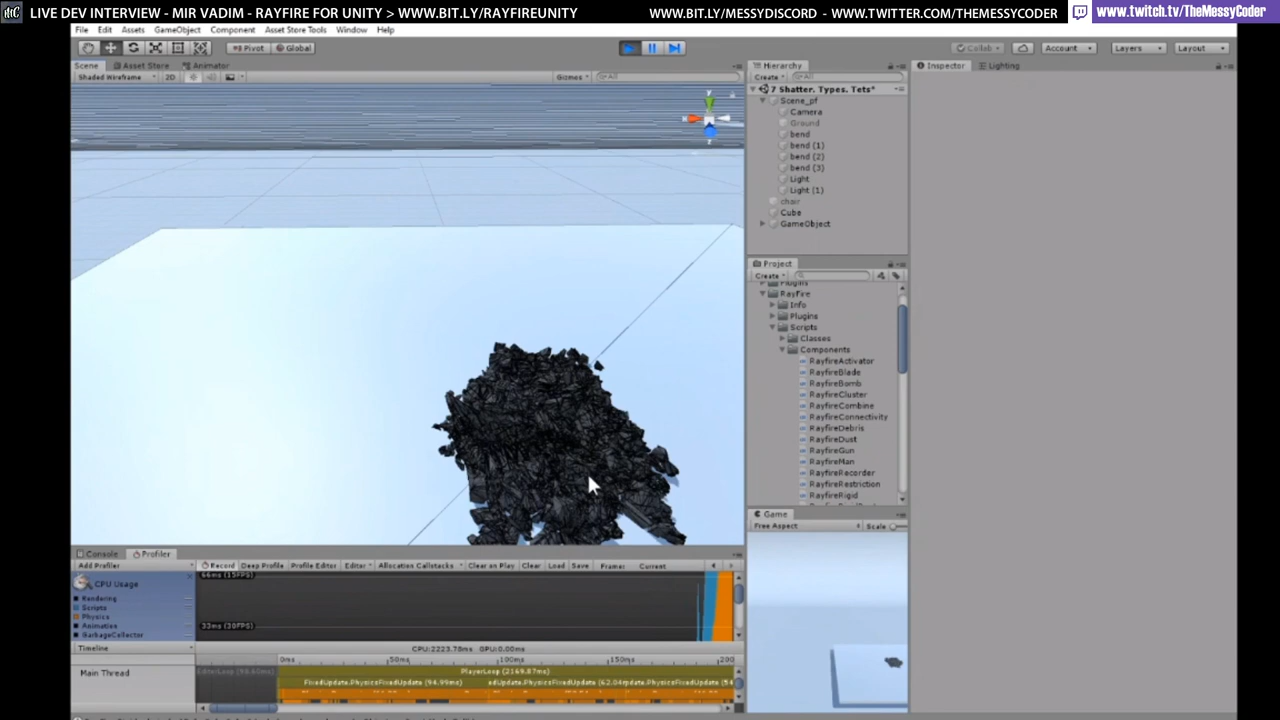 LIVE DEV INTERVIEW - MIR VADIM - RAYFIRE FOR UNITY > WWW.BIT.LY/RAYFIREUNITY
WWW.BIT.LY/MESSYDISCORD - WWW.TWITTER.COM/THEMESSYCODER
www.twitch.tv/TheMessyCoder
File Edit Assets GameObject Component Asset Store Tools Window Help
Pivot Global
Collab Account Layers Layout
Scene Asset Store Animator
Shaded Wireframe 2D Gizmos All
y
z
Hierarchy
Create All
7 Shatter. Types. Tets*
Scene_pf
Camera
Ground
bend
bend (1)
bend (2)
bend (3)
Light
Light (1)
chair
Cube
GameObject
Project
Create
Plugins
RayFire
Info
Plugins
Scripts
Classes
Components
RayfireActivator
RayfireBlade
RayfireBomb
RayfireCluster
RayfireCombine
RayfireConnectivity
RayfireDebris
RayfireDust
RayfireGun
RayfireMan
RayfireRecorder
RayfireRestriction
RayfireRigid
Inspector Lighting
Game
Free Aspect Scale
Console Profiler
Add Profiler Record Deep Profile Profile Editor Editor Allocation Callstacks Clear on Play Clear Load Save Frame: Current
CPU Usage
Rendering
Scripts
Physics
Animation
GarbageCollector
66ms (15FPS)
33ms (30FPS)
Timeline CPU:2223.78ms GPU:0.00ms
0ms 50ms 100ms 150ms 200
Main Thread
PlayerLoop (2169.87ms)
FixedUpdate.PhysicsFixedUpdate (94.99ms)